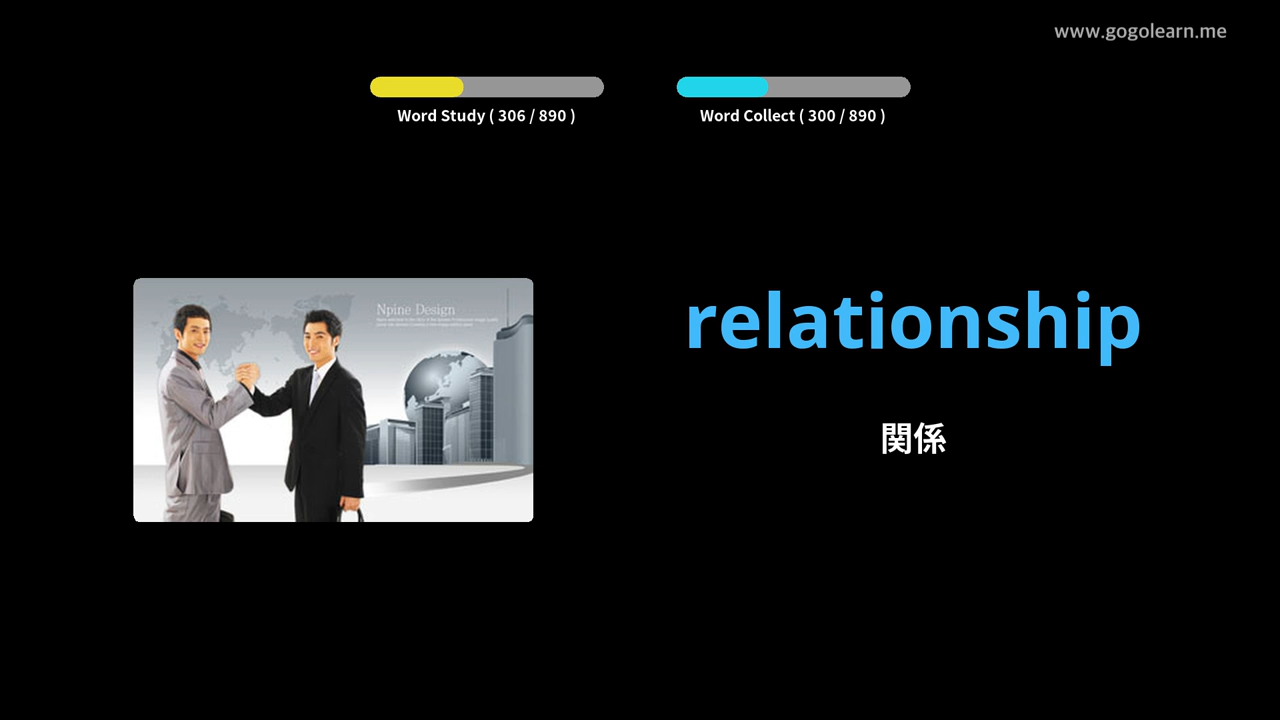 www.gogolearn.me
Word Study ( 306 / 890 )
Word Collect ( 300 / 890 )
Npine Design
relationship
関係